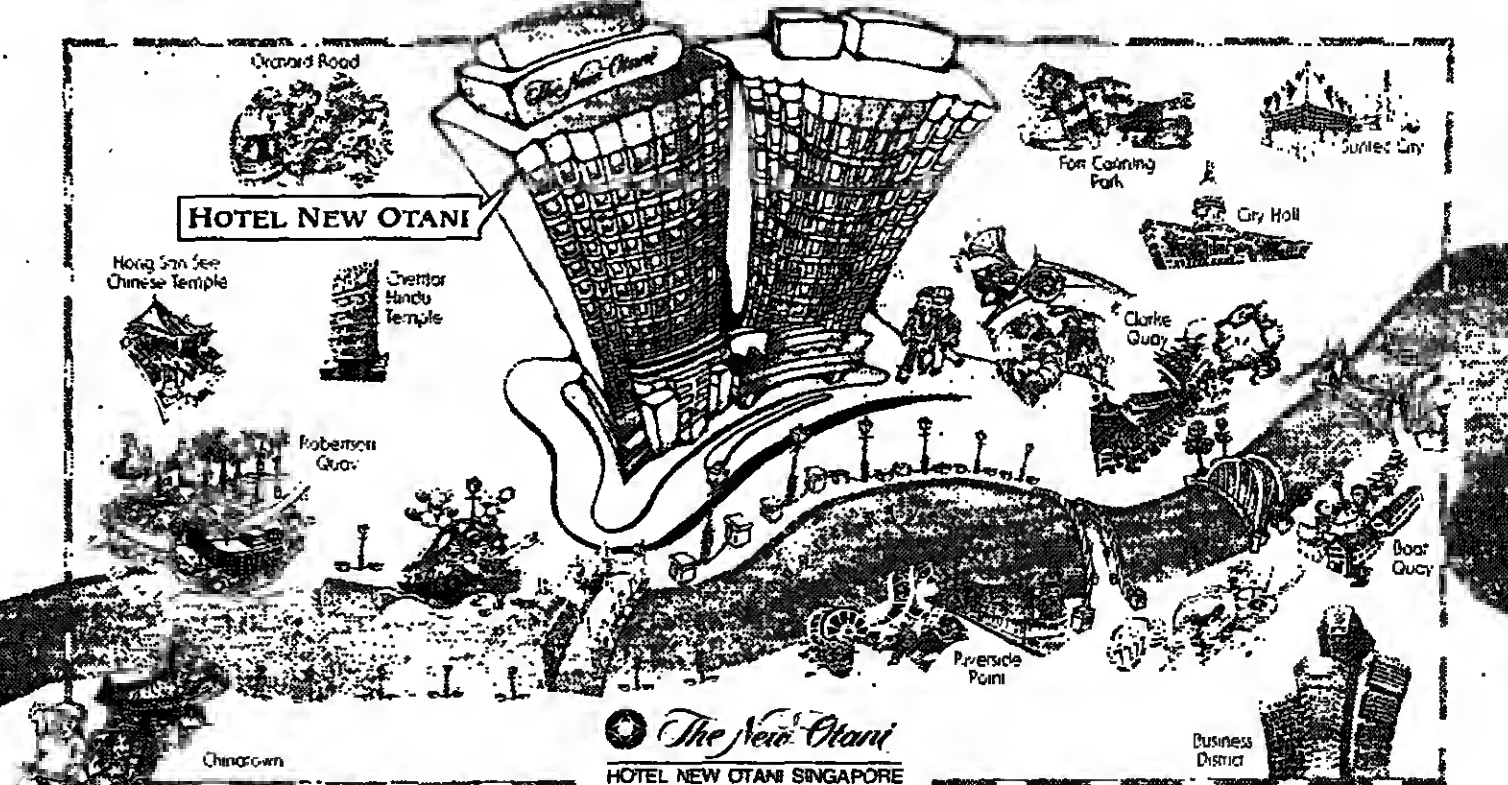 Orchard Road
The New Otani
HOTEL NEW OTANI
Fort Canning
Park
Suntec City
City Hall
Hong San See
Chinese Temple
Chettiar
Hindu
Temple
Clarke
Quay
Robertson
Quay
Boat
Quay
Riverside
Point
Chinatown
Business
District
The New Otani
HOTEL NEW OTANI SINGAPORE